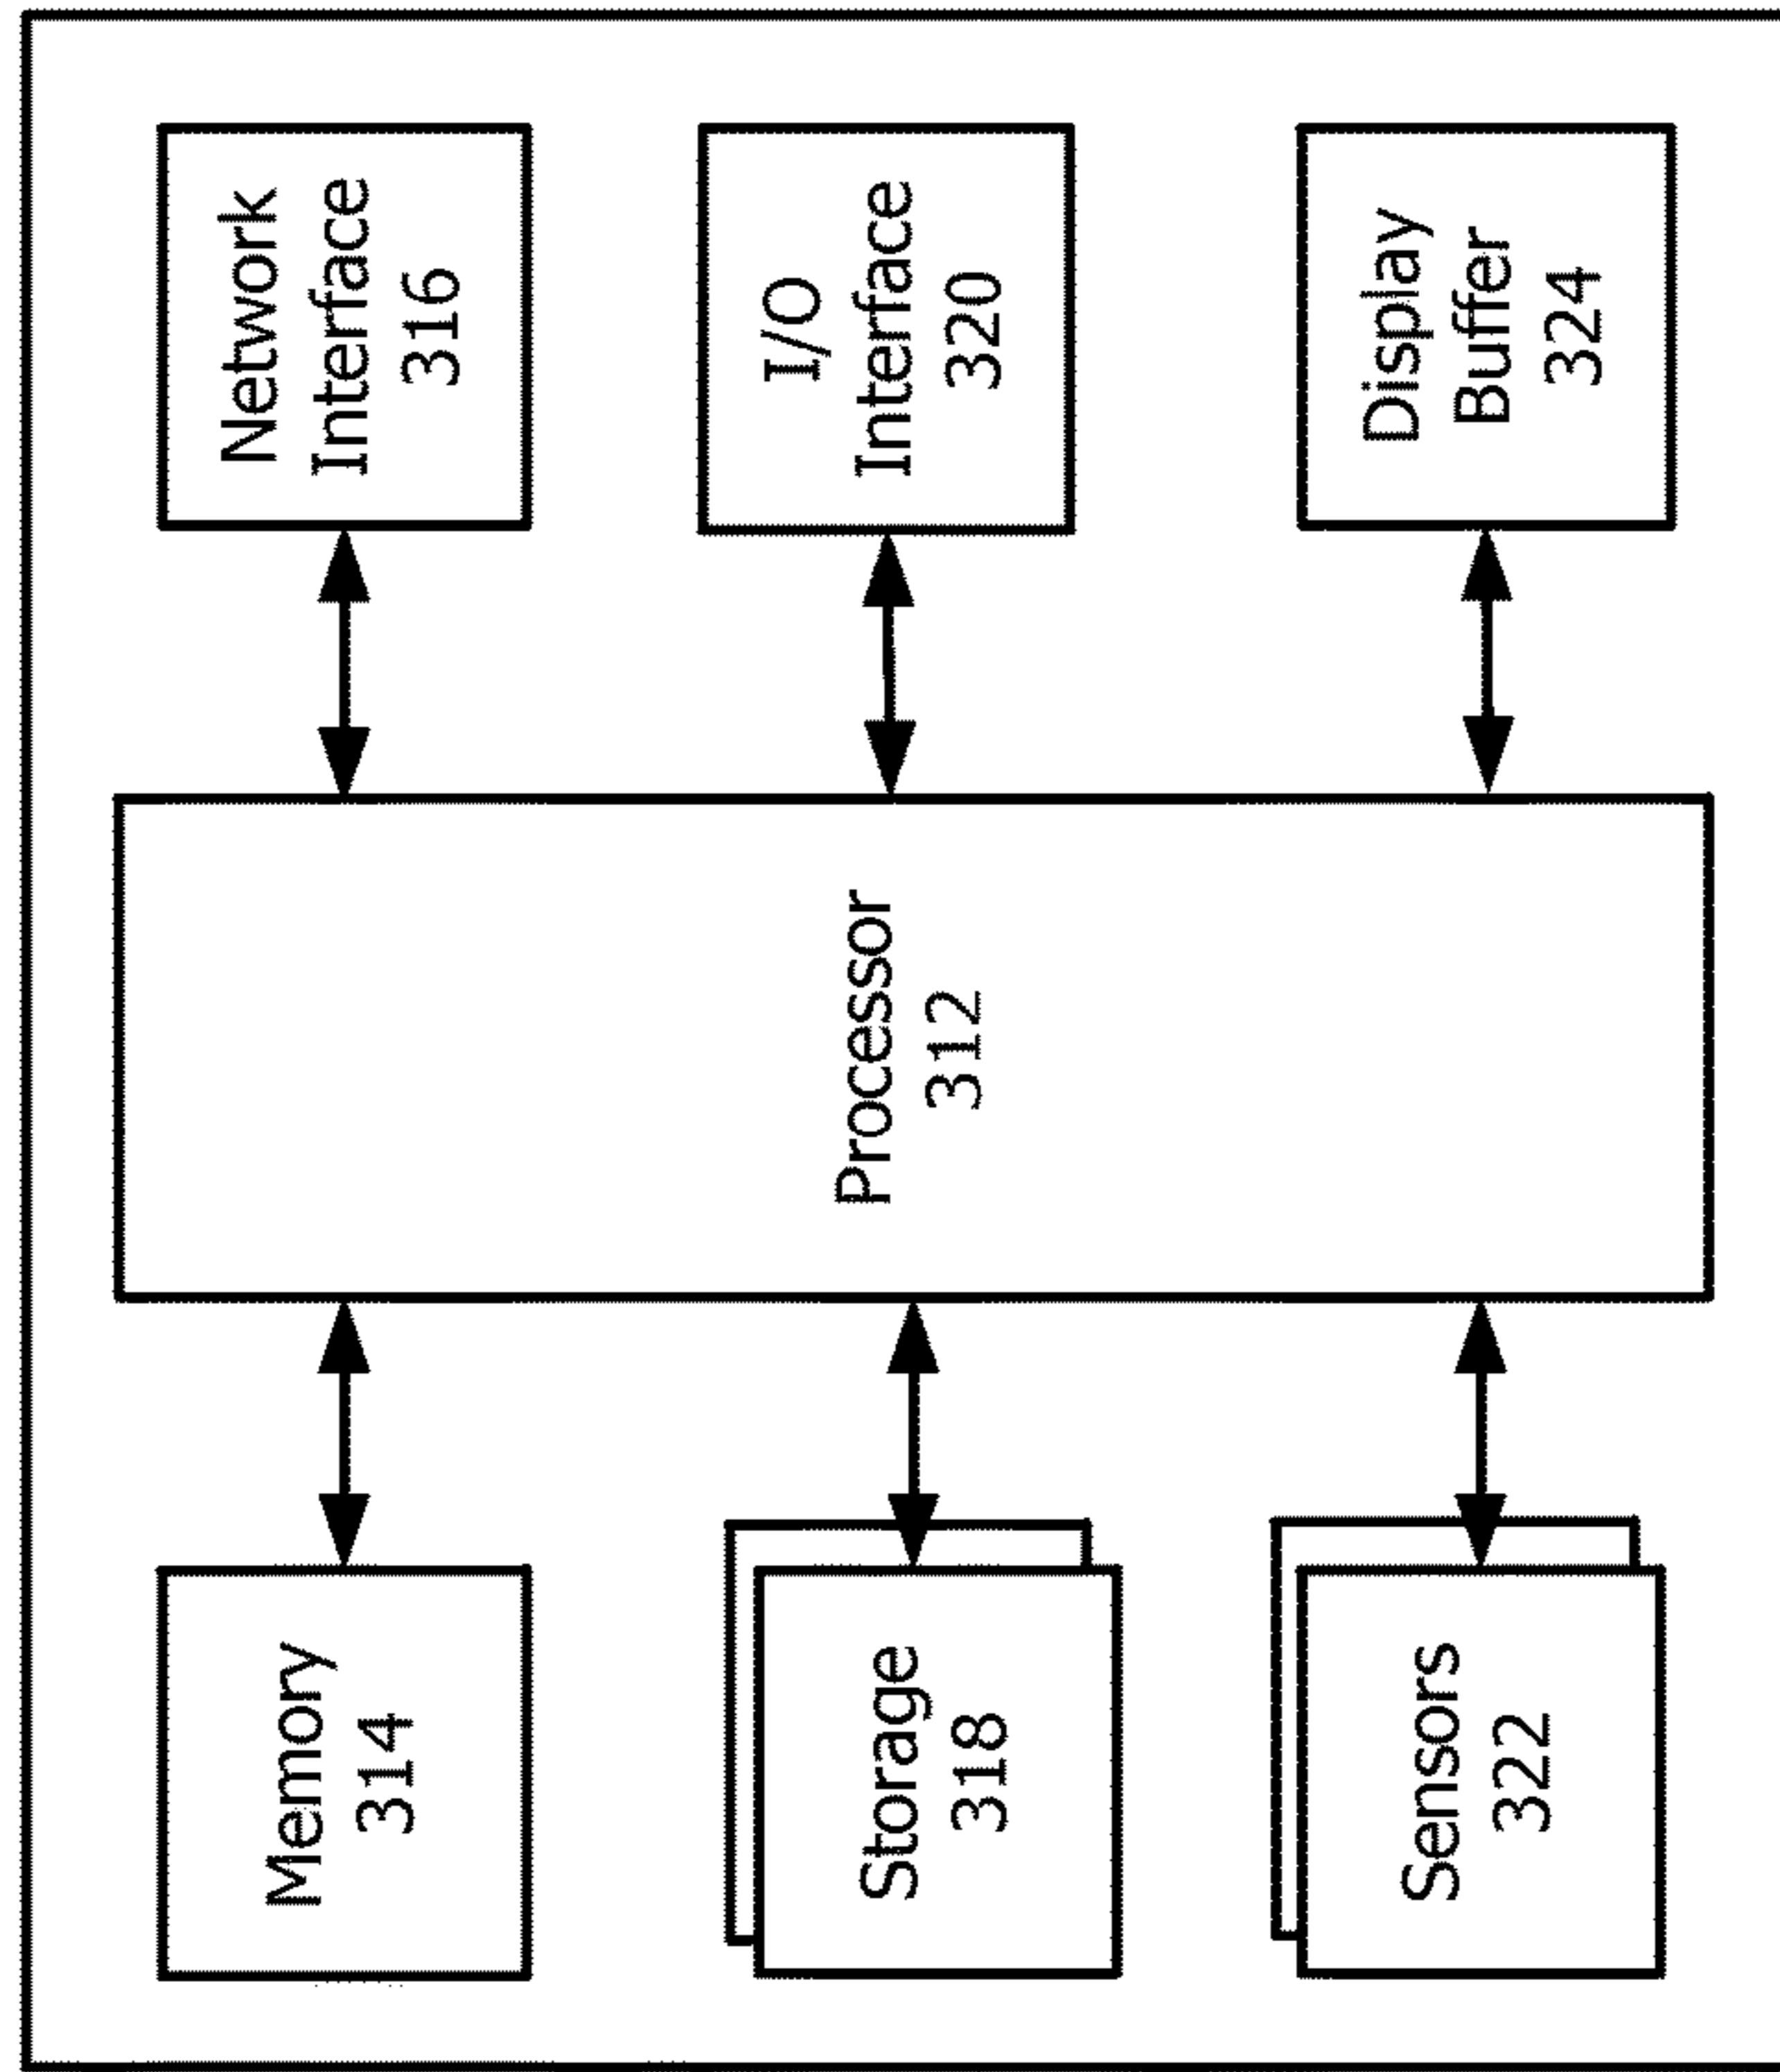 Memory
314
Processor
312
Network
Interface
316
Storage
318
I/O
Interface
320
Sensors
322
Display
Buffer
324